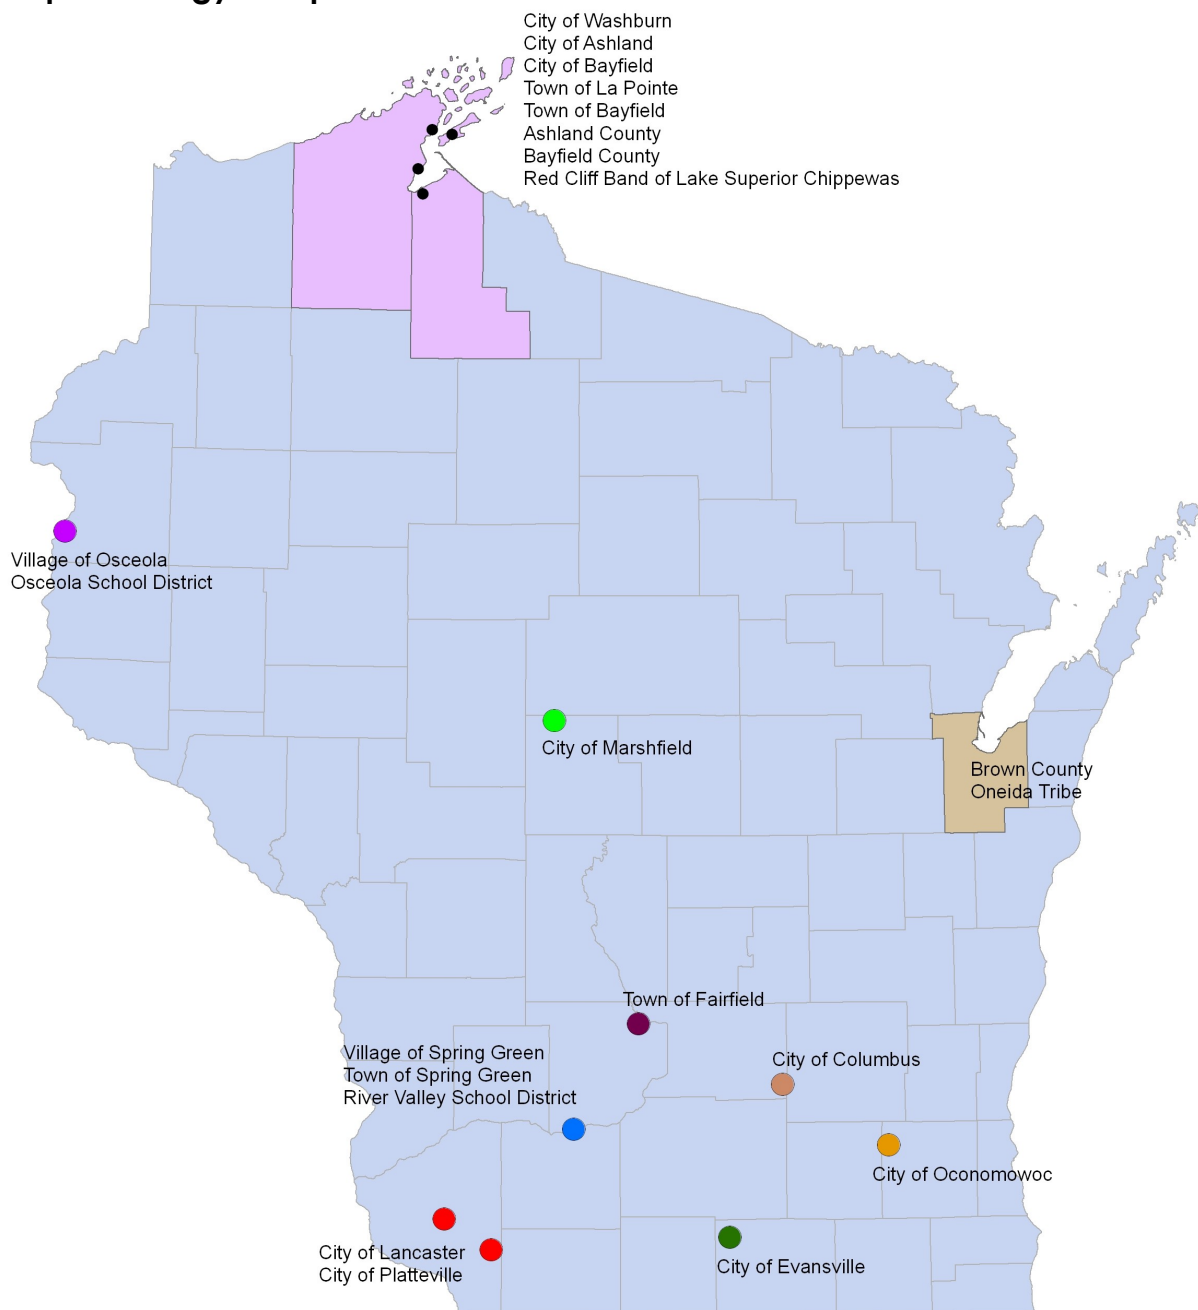 City of Washburn
City of Ashland
City of Bayfield
Town of La Pointe
Town of Bayfield
Ashland County
Bayfield County
Red Cliff Band of Lake Superior Chippewas
Village of Osceola
Osceola School District
City of Marshfield
Brown County
Oneida Tribe
Town of Fairfield
Village of Spring Green
Town of Spring Green
River Valley School District
City of Columbus
City of Oconomowoc
City of Lancaster
City of Platteville
City of Evansville